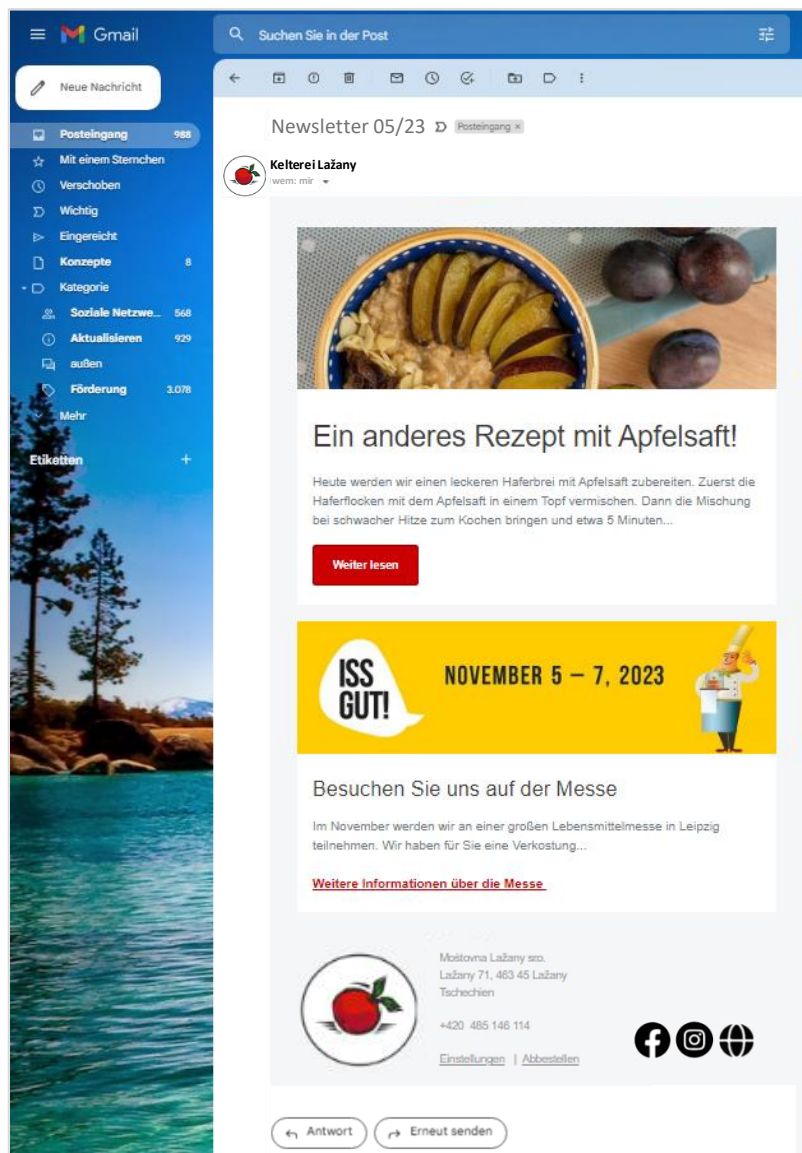 Gmail
Suchen Sie in der Post
Neue Nachricht
Posteingang 988
Mit einem Sternchen
Verschoben
Wichtig
Eingereicht
Konzepte 8
Kategorie
Soziale Netzwe... 568
Aktualisieren 929
außen
Förderung 3.078
Mehr
Etiketten +
Newsletter 05/23 Posteingang ×
Kelterei Lažany
wem: mir
Ein anderes Rezept mit Apfelsaft!
Heute werden wir einen leckeren Haferbrei mit Apfelsaft zubereiten. Zuerst die
Haferflocken mit dem Apfelsaft in einem Topf vermischen. Dann die Mischung
bei schwacher Hitze zum Kochen bringen und etwa 5 Minuten...
Weiter lesen
ISS
GUT!
NOVEMBER 5 – 7, 2023
Besuchen Sie uns auf der Messe
Im November werden wir an einer großen Lebensmittelmesse in Leipzig
teilnehmen. Wir haben für Sie eine Verkostung...
Weitere Informationen über die Messe
Moštovna Lažany sro.
Lažany 71, 463 45 Lažany
Tschechien
+420 485 146 114
Einstellungen | Abbestellen
Antwort
Erneut senden